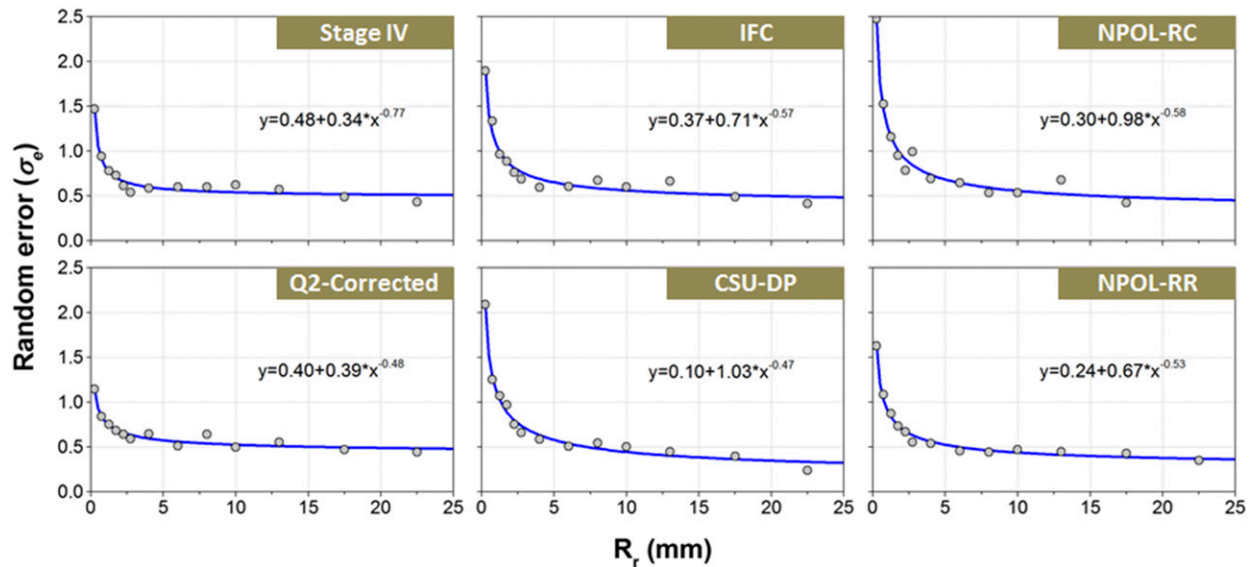 Stage IV
IFC
NPOL-RC
2.5
2.0
1.5
1.0
0.5
0.0
y=0.48+0.34*x^-0.77
y=0.37+0.71*x^-0.57
y=0.30+0.98*x^-0.58
Random error (σe)
Q2-Corrected
CSU-DP
NPOL-RR
2.5
2.0
1.5
1.0
0.5
0.0
y=0.40+0.39*x^-0.48
y=0.10+1.03*x^-0.47
y=0.24+0.67*x^-0.53
0 5 10 15 20 25
0 5 10 15 20 25
0 5 10 15 20 25
Rr (mm)